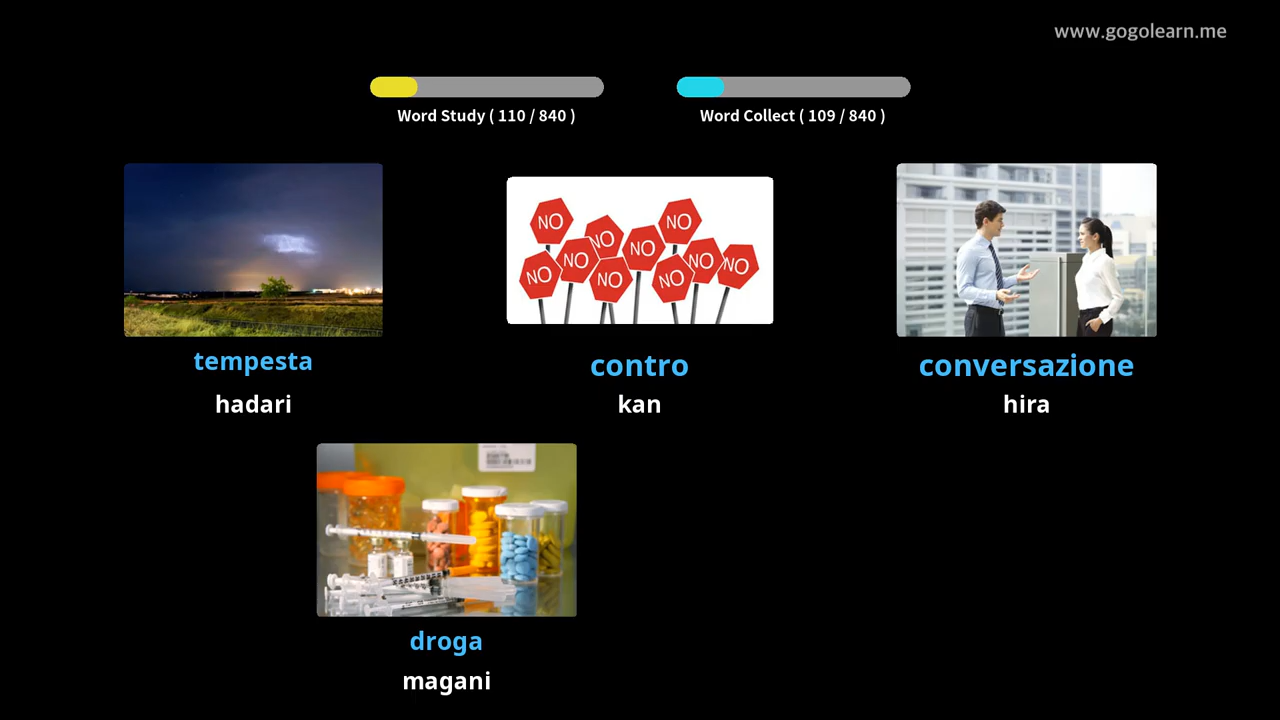 www.gogolearn.me
Word Study ( 110 / 840 )
Word Collect ( 109 / 840 )
NO
NO
NO
NO
NO
NO
NO
NO
NO
NO
tempesta
contro
conversazione
hadari
kan
hira
droga
magani